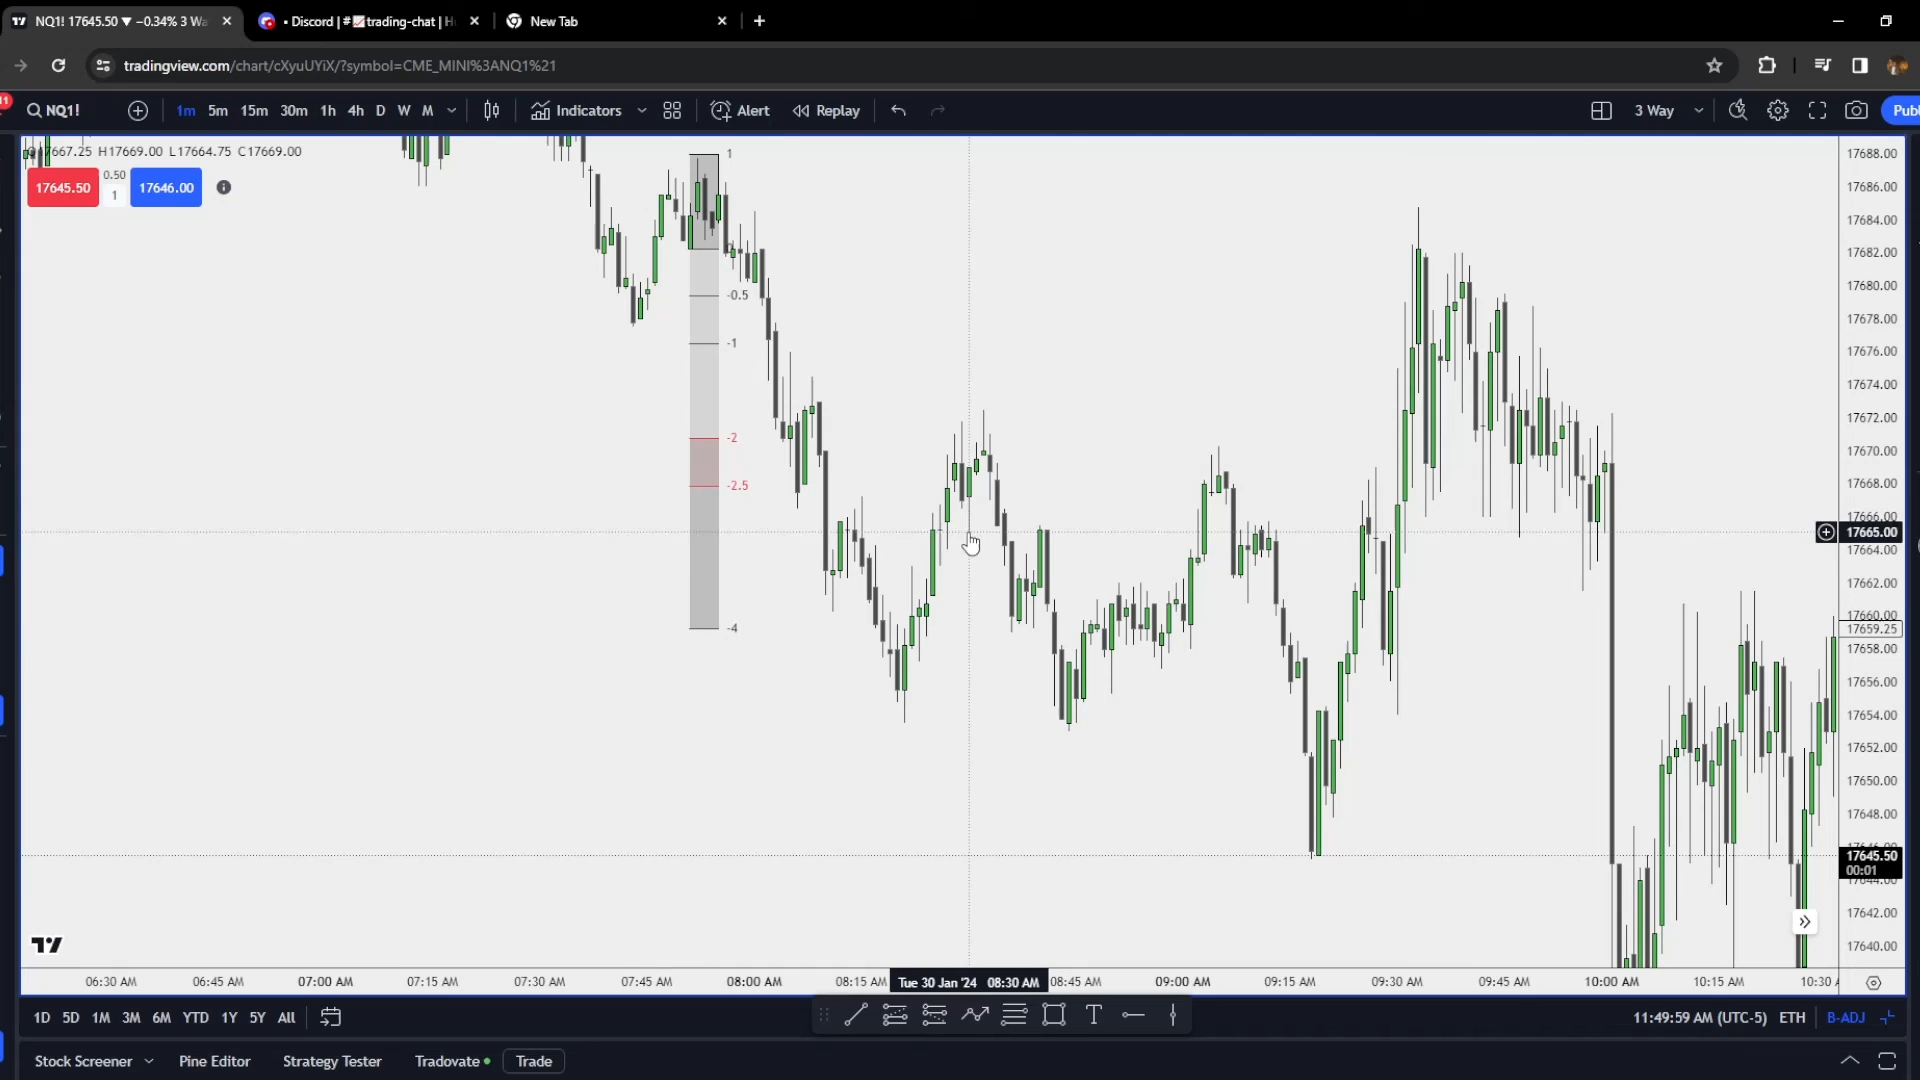 NQ1! 17645.50 ▼ −0.34% 3 Wa
• Discord | #📈trading-chat | H
New Tab
tradingview.com/chart/cXyuUYiX/?symbol=CME_MINI%3ANQ1%21
11
NQ1!
1m 5m 15m 30m 1h 4h D W M
Indicators
Alert
Replay
3 Way
Publ
O17667.25 H17669.00 L17664.75 C17669.00
17645.50
0.50
1
17646.00
1
0
-0.5
-1
-2
-2.5
-4
17688.00
17686.00
17684.00
17682.00
17680.00
17678.00
17676.00
17674.00
17672.00
17670.00
17668.00
17666.00
17665.00
17664.00
17662.00
17660.00
17659.25
17658.00
17656.00
17654.00
17652.00
17650.00
17648.00
17645.50
00:01
17644.00
17642.00
17640.00
06:30 AM 06:45 AM 07:00 AM 07:15 AM 07:30 AM 07:45 AM 08:00 AM 08:15 AM Tue 30 Jan '24 08:30 AM 08:45 AM 09:00 AM 09:15 AM 09:30 AM 09:45 AM 10:00 AM 10:15 AM 10:30
1D 5D 1M 3M 6M YTD 1Y 5Y All
11:49:59 AM (UTC-5) ETH B-ADJ
Stock Screener Pine Editor Strategy Tester Tradovate Trade